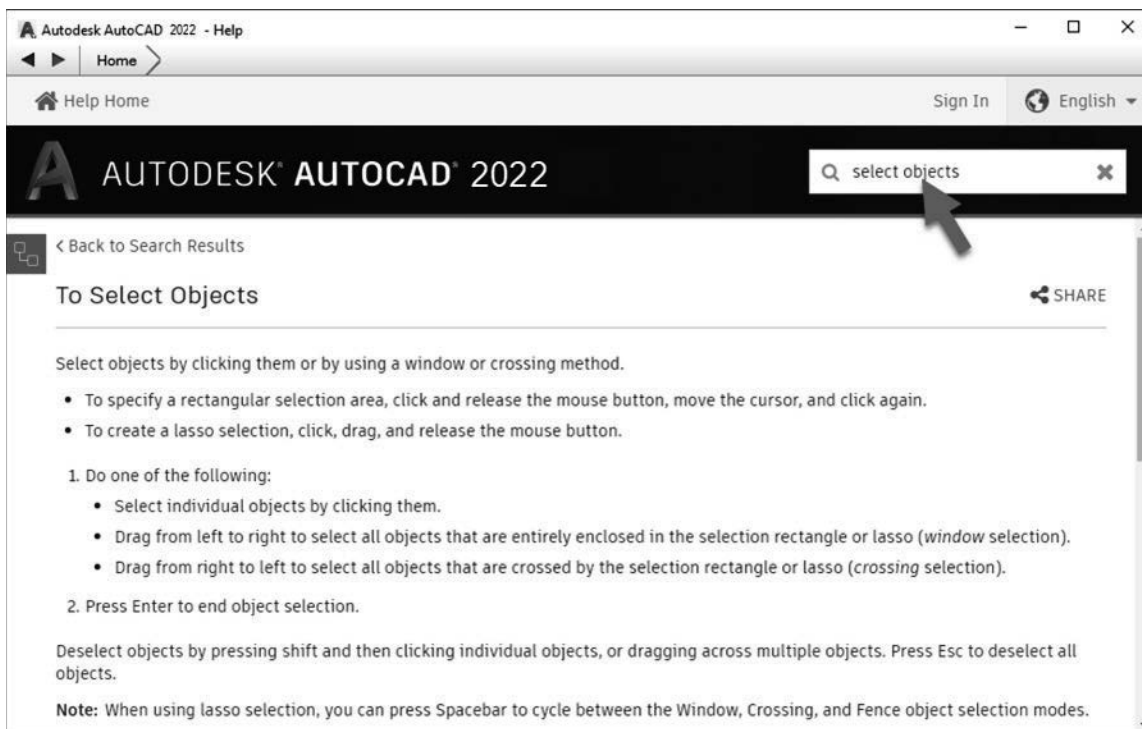 Autodesk AutoCAD 2022 - Help
Home
Help Home
Sign In
English
AUTODESK® AUTOCAD® 2022
select objects
< Back to Search Results
To Select Objects
SHARE
Select objects by clicking them or by using a window or crossing method.
• To specify a rectangular selection area, click and release the mouse button, move the cursor, and click again.
• To create a lasso selection, click, drag, and release the mouse button.
1. Do one of the following:
• Select individual objects by clicking them.
• Drag from left to right to select all objects that are entirely enclosed in the selection rectangle or lasso (window selection).
• Drag from right to left to select all objects that are crossed by the selection rectangle or lasso (crossing selection).
2. Press Enter to end object selection.
Deselect objects by pressing shift and then clicking individual objects, or dragging across multiple objects. Press Esc to deselect all
objects.
Note: When using lasso selection, you can press Spacebar to cycle between the Window, Crossing, and Fence object selection modes.